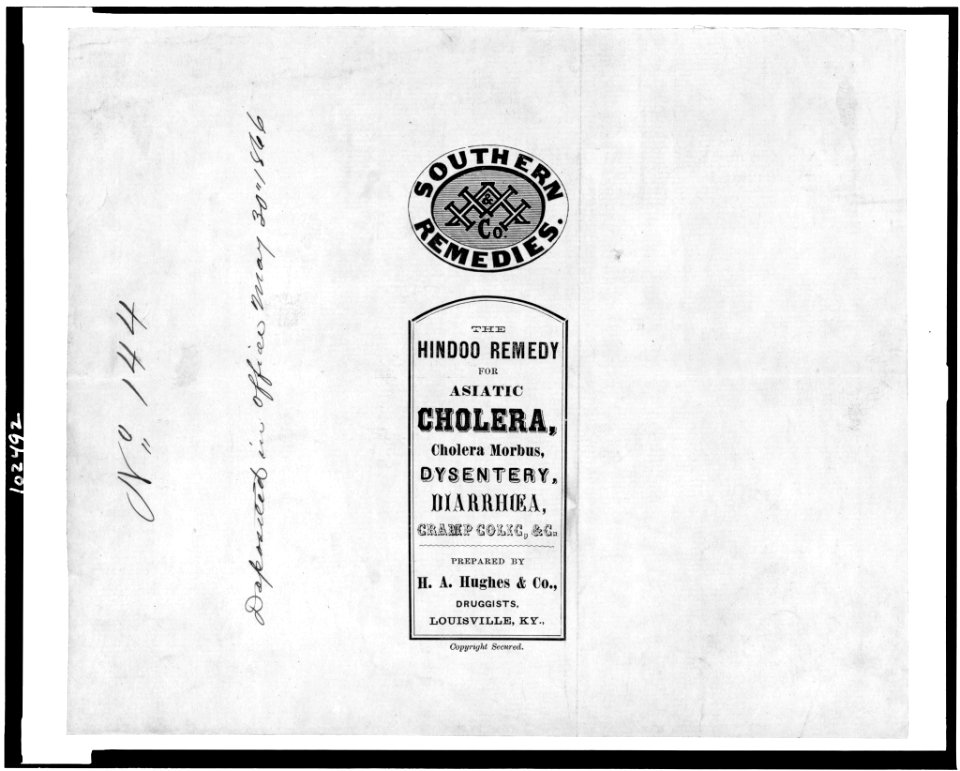 SOUTHERN
&
Co.
REMEDIES.
THE
HINDOO REMEDY
FOR
ASIATIC
CHOLERA,
Cholera Morbus,
DYSENTERY,
DIARRHŒA,
CRAMP COLIC, &C.
PREPARED BY
H. A. Hughes & Co.,
DRUGGISTS,
LOUISVILLE, KY.,
Copyright Secured.
Deposited in office May 30" 1866
No. 144
102492